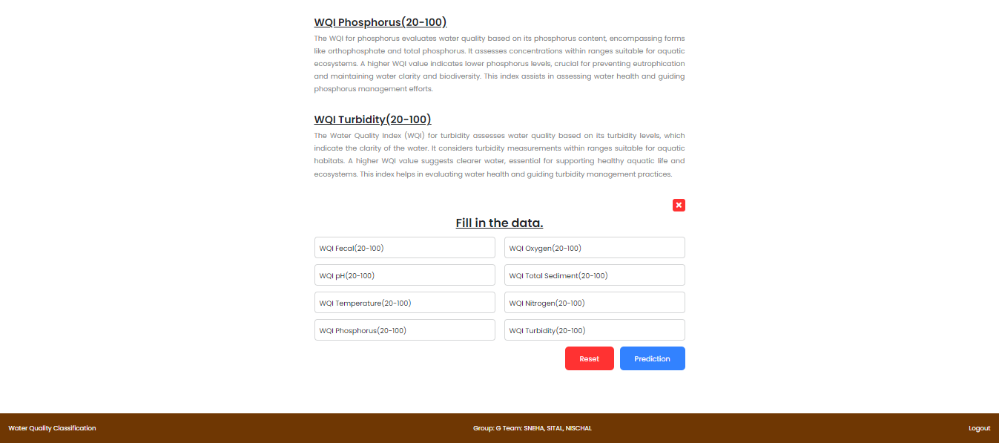 WQI Phosphorus(20-100)
The WQI for phosphorus evaluates water quality based on its phosphorus content, encompassing forms
like orthophosphate and total phosphorus. It assesses concentrations within ranges suitable for aquatic
ecosystems. A higher WQI value indicates lower phosphorus levels, crucial for preventing eutrophication
and maintaining water clarity and biodiversity. This index assists in assessing water health and guiding
phosphorus management efforts.
WQI Turbidity(20-100)
The Water Quality Index (WQI) for turbidity assesses water quality based on its turbidity levels, which
indicate the clarity of the water. It considers turbidity measurements within ranges suitable for aquatic
habitats. A higher WQI value suggests clearer water, essential for supporting healthy aquatic life and
ecosystems. This index helps in evaluating water health and guiding turbidity management practices.
Fill in the data.
WQI Fecal(20-100)
WQI Oxygen(20-100)
WQI pH(20-100)
WQI Total Sediment(20-100)
WQI Temperature(20-100)
WQI Nitrogen(20-100)
WQI Phosphorus(20-100)
WQI Turbidity(20-100)
Reset
Prediction
Water Quality Classification
Group: G Team: SNEHA, SITAL, NISCHAL
Logout